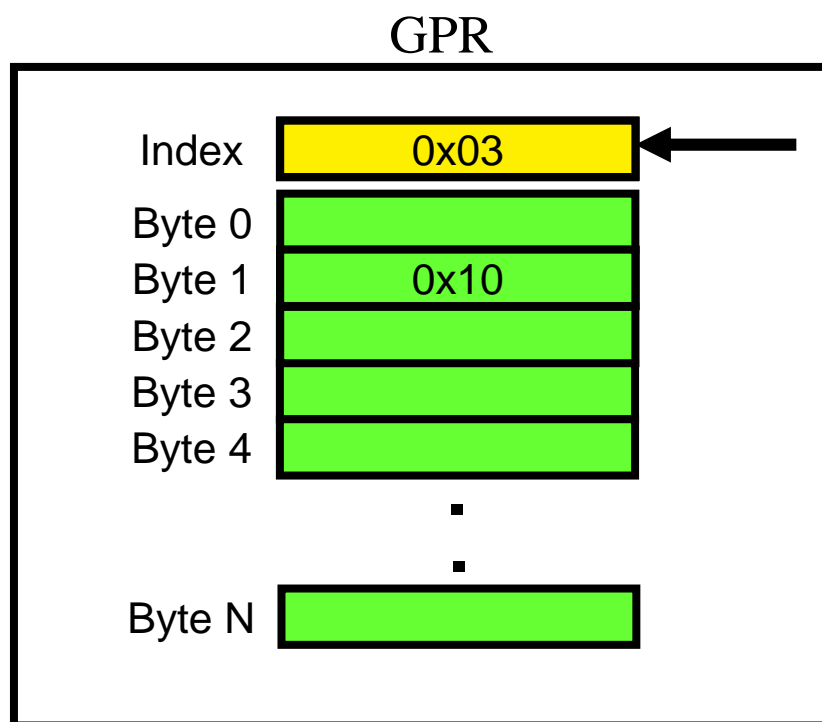 GPR
Index 0x03
Byte 0
Byte 1 0x10
Byte 2
Byte 3
Byte 4
Byte N